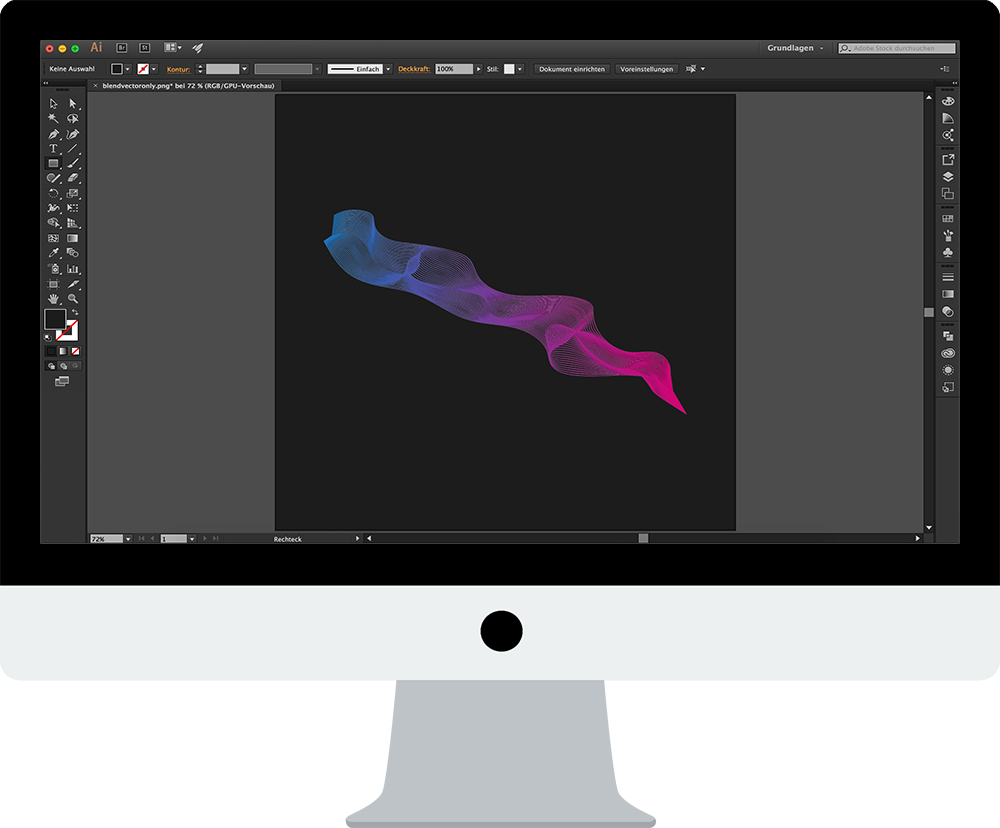 Ai Br St Grundlagen Adobe Stock durchsuchen
Keine Auswahl Kontur: Einfach Deckkraft: 100% Stil: Dokument einrichten Voreinstellungen
× blendvectoronly.png* bei 72 % (RGB/GPU-Vorschau)
T
72% 1 Rechteck